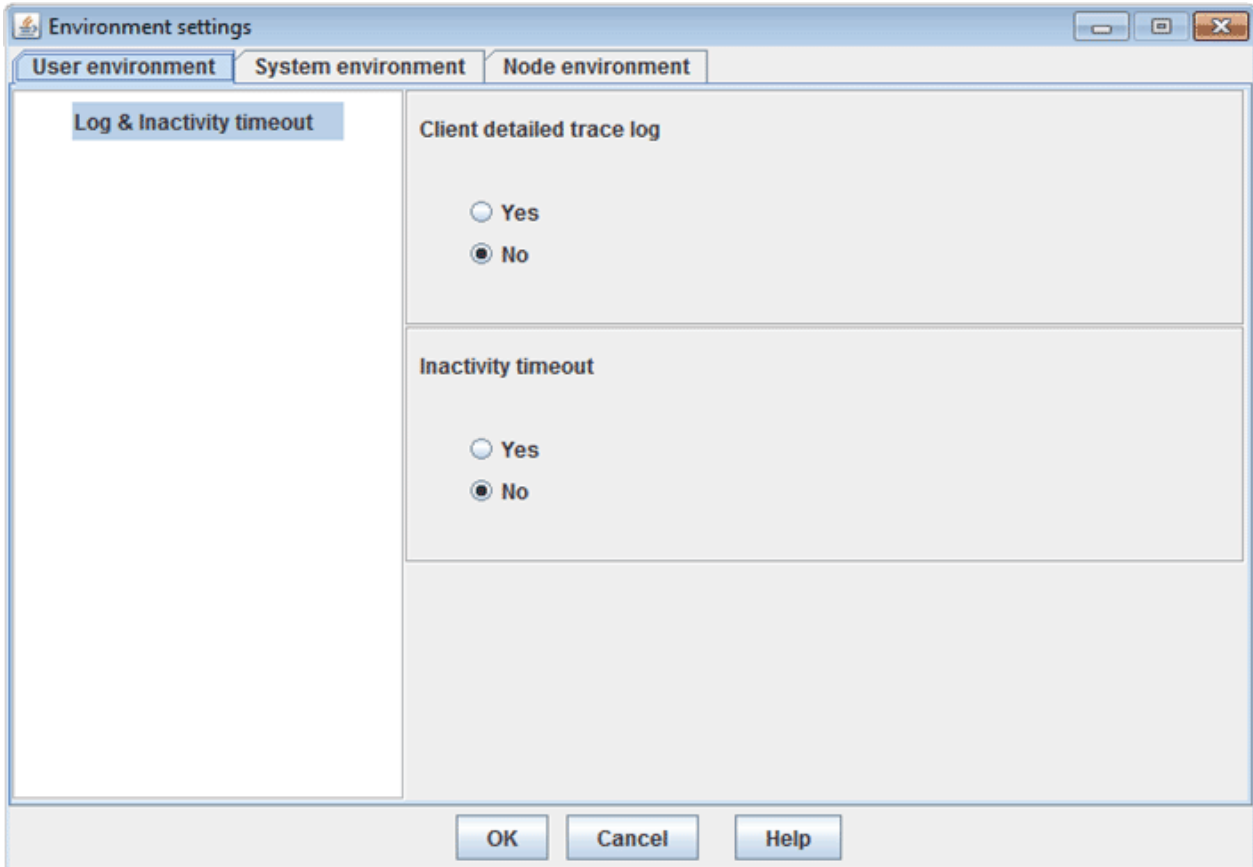 Environment settings
User environment System environment Node environment
Log & Inactivity timeout
Client detailed trace log
Yes
No
Inactivity timeout
Yes
No
OK Cancel Help